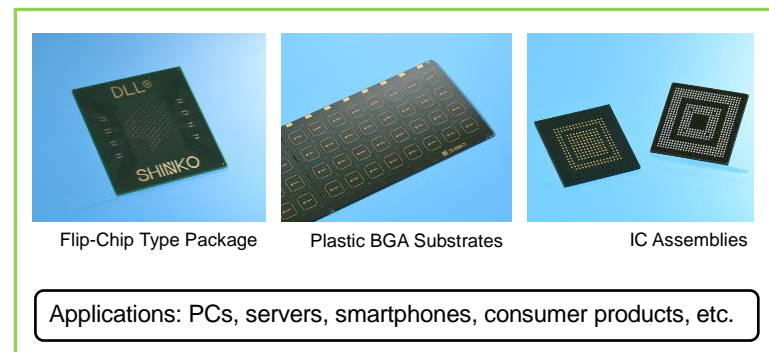 DLL®
SHINKO
Flip-Chip Type Package
Plastic BGA Substrates
IC Assemblies
Applications: PCs, servers, smartphones, consumer products, etc.